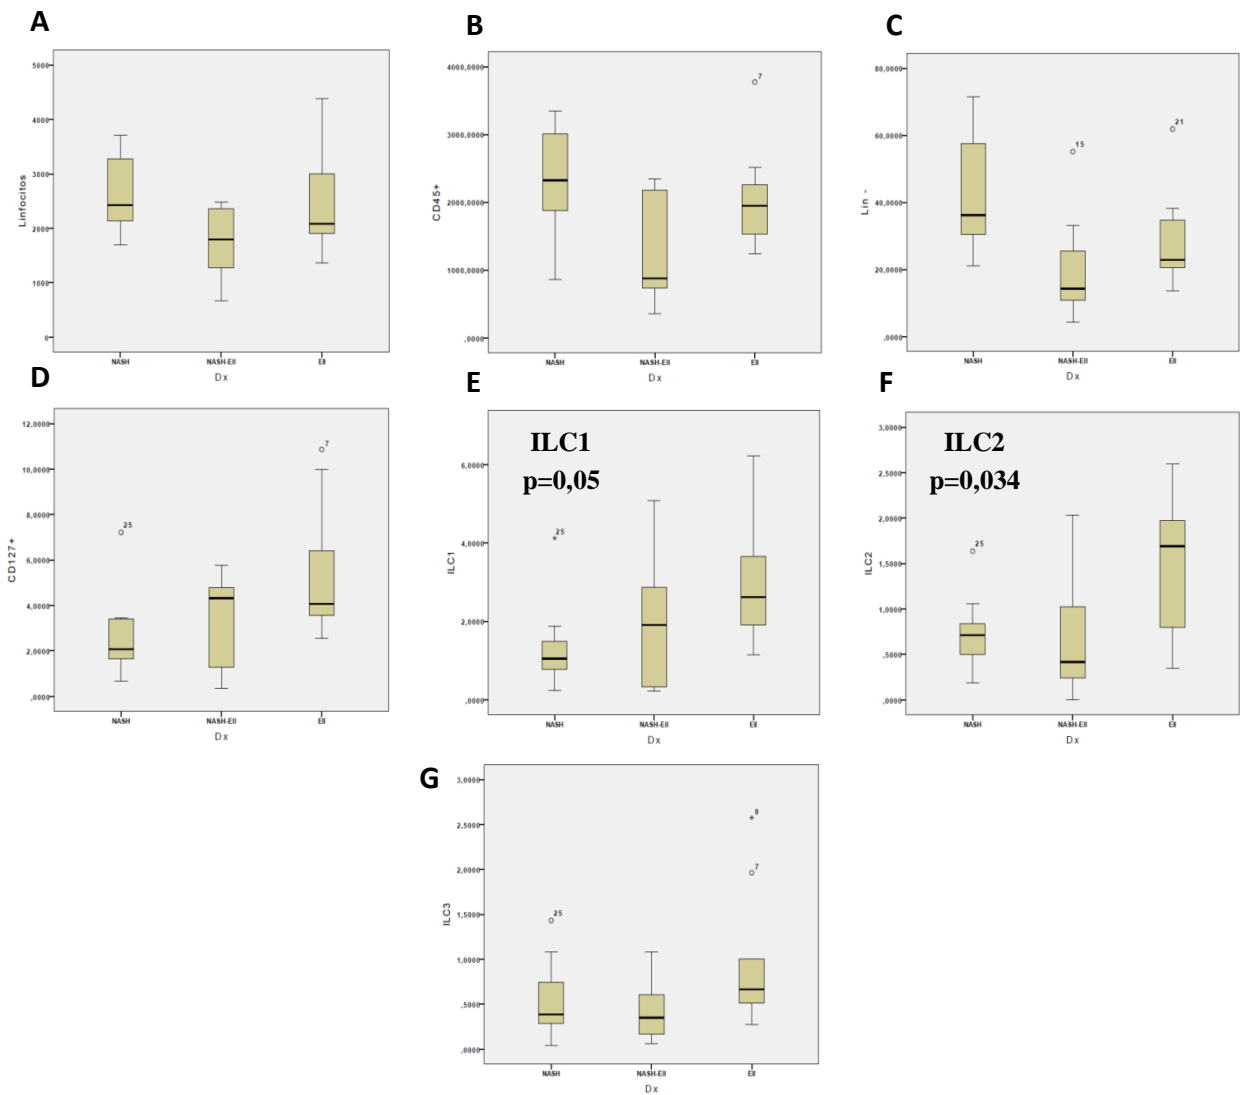 A
Linfocitos
5000
4000
3000
2000
1000
0
NASH NASH-EII EII
Dx
B
CD45+
4000,0000
3000,0000
2000,0000
1000,0000
,0000
7
NASH NASH-EII EII
Dx
C
Lin -
80,0000
60,0000
40,0000
20,0000
,0000
15
21
NASH NASH-EII EII
Dx
D
CD127+
12,0000
10,0000
8,0000
6,0000
4,0000
2,0000
,0000
25
7
NASH NASH-EII EII
Dx
E
ILC1
p=0,05
ILC1
6,0000
4,0000
2,0000
,0000
25
NASH NASH-EII EII
Dx
F
ILC2
p=0,034
ILC2
3,0000
2,5000
2,0000
1,5000
1,0000
,5000
,0000
25
NASH NASH-EII EII
Dx
G
ILC3
3,0000
2,5000
2,0000
1,5000
1,0000
,5000
,0000
25
8
7
NASH NASH-EII EII
Dx